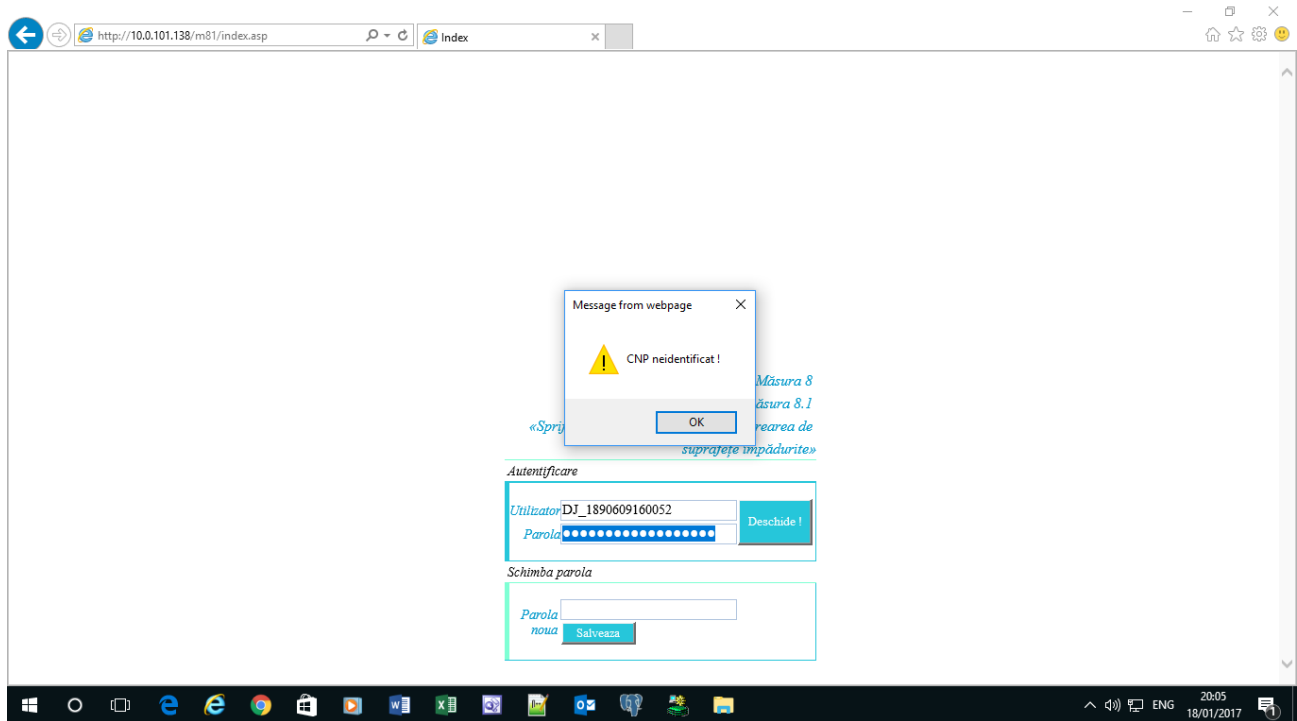 http://10.0.101.138/m81/index.asp
Index
Message from webpage
CNP neidentificat !
OK
Măsura 8
ăsura 8.1
«Sprij rearea de
suprafețe împădurite»
Autentificare
Utilizator DJ_1890609160052
Deschide !
Parola
Schimba parola
Parola
noua
Salveaza
ENG
20:05
18/01/2017
1